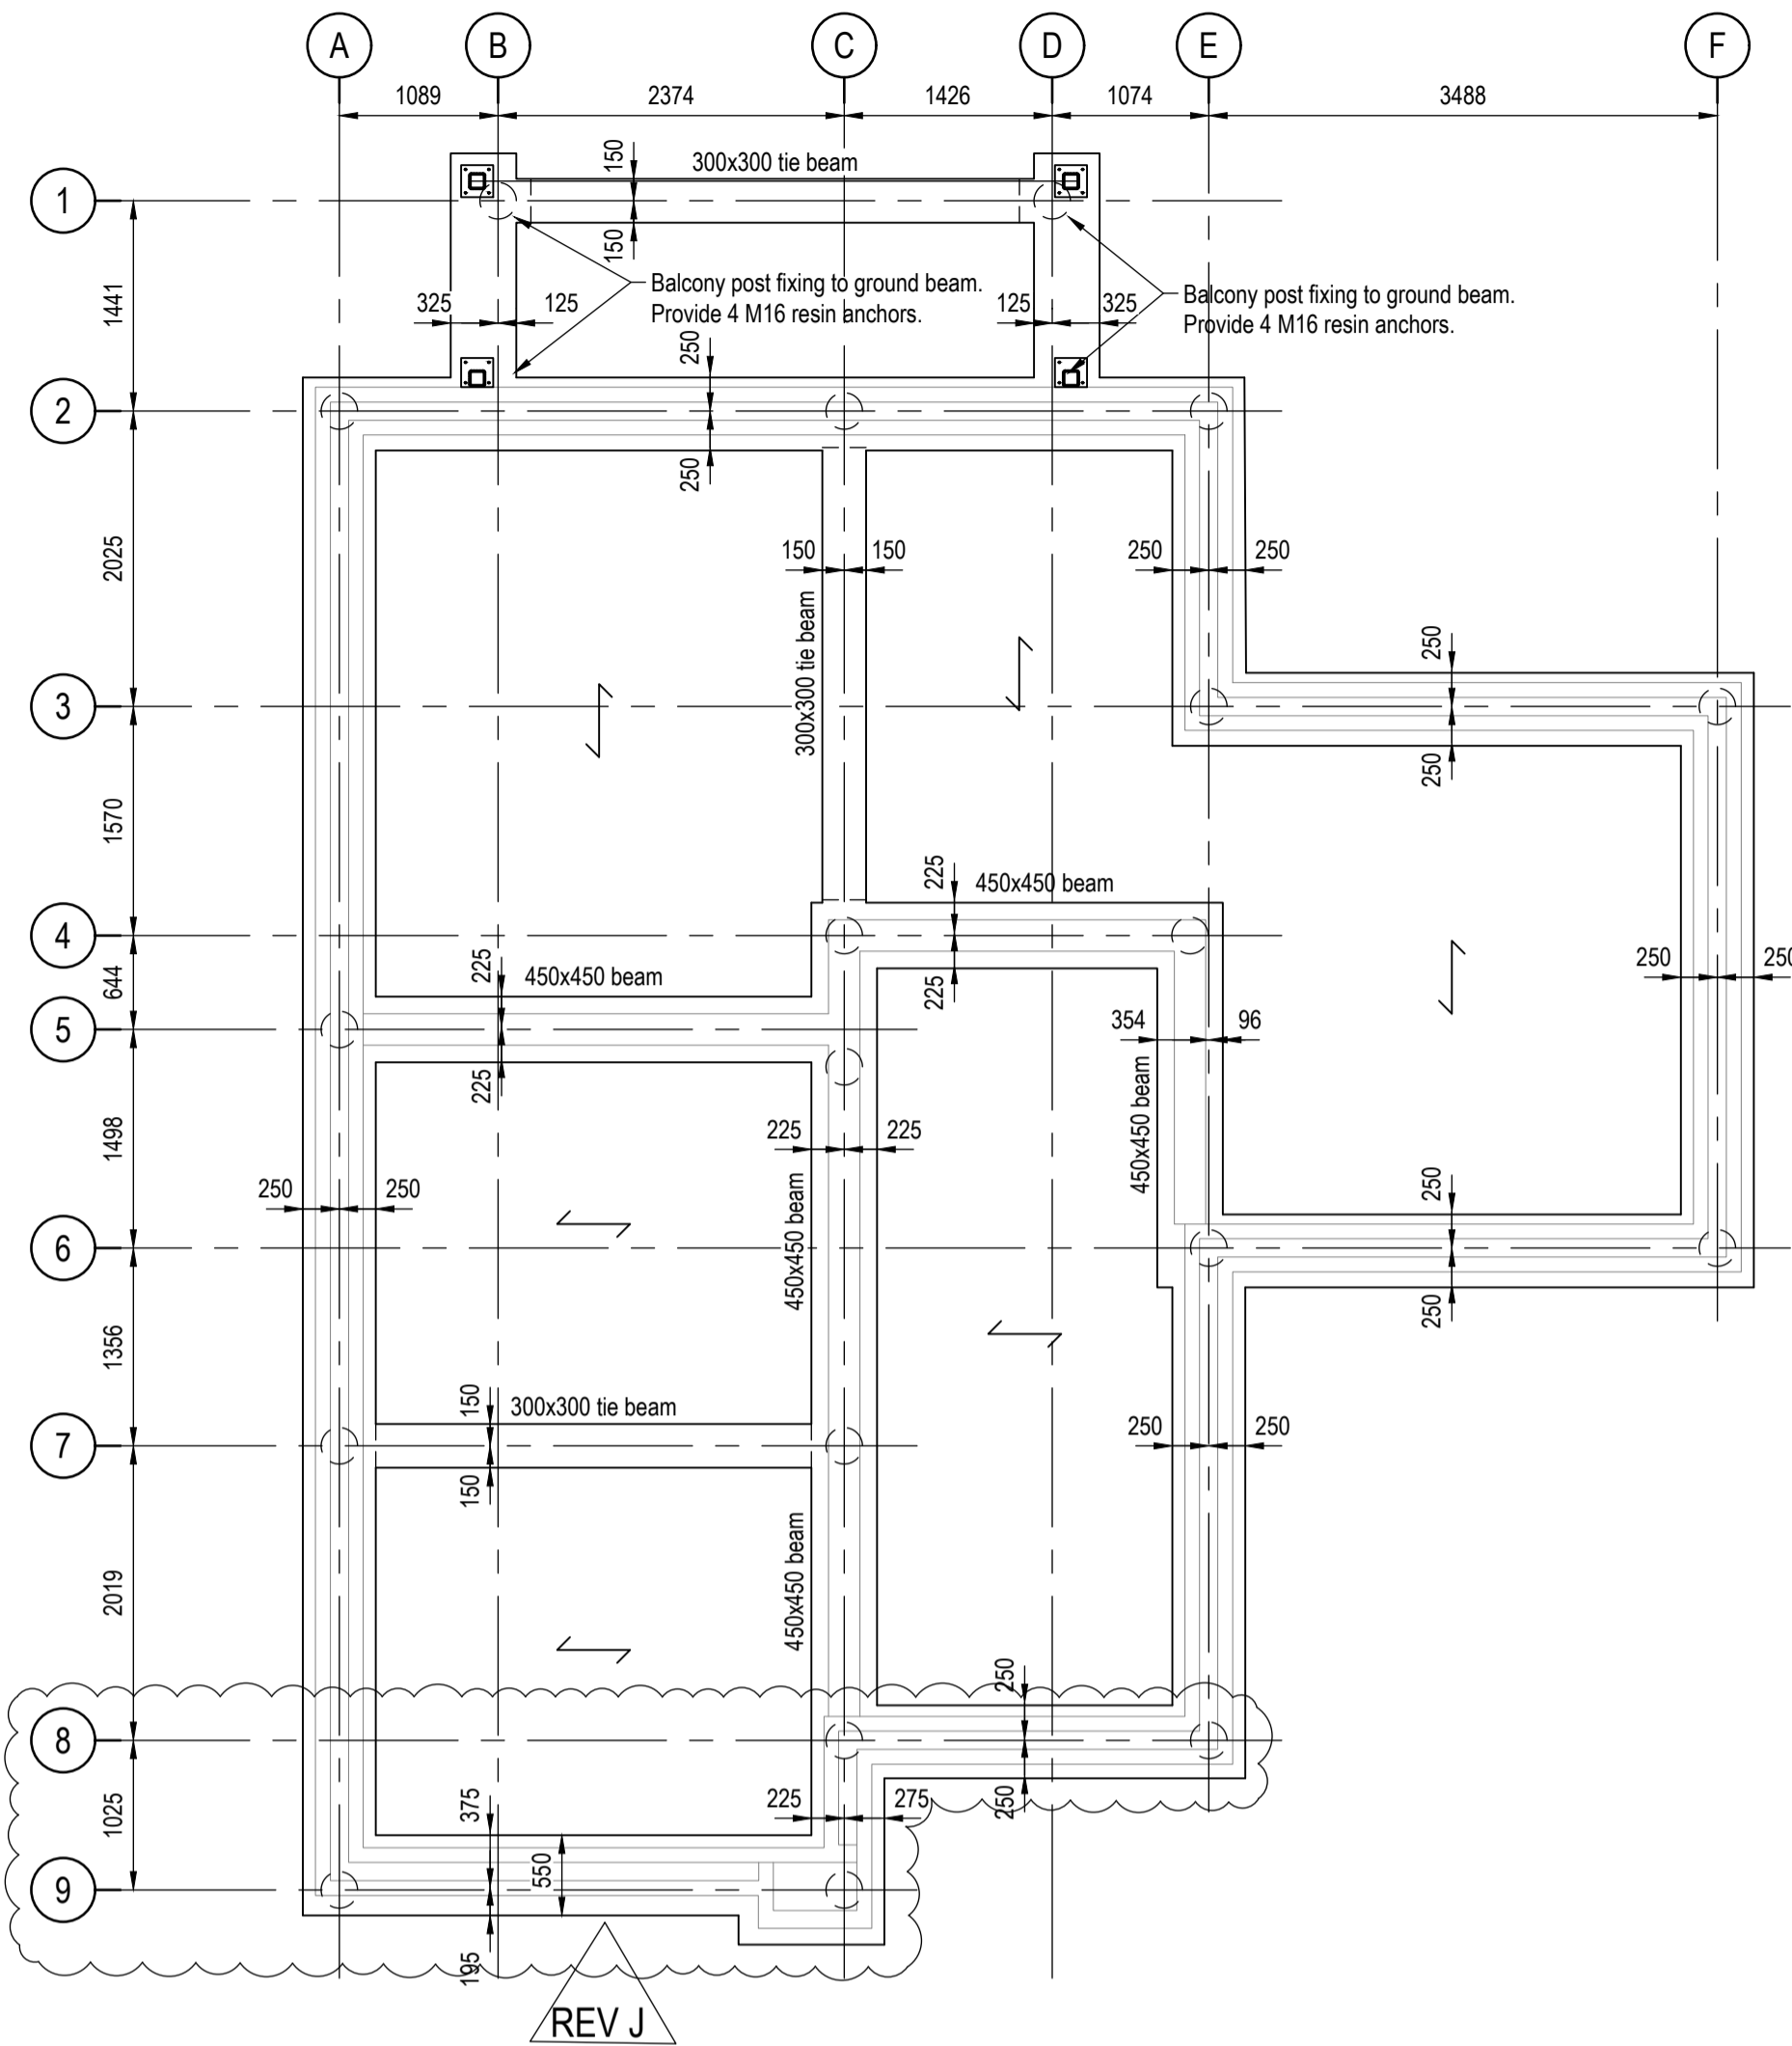 A B C D E F
1089 2374 1426 1074 3488
150 300x300 tie beam
1
150
1441
Balcony post fixing to ground beam.
Provide 4 M16 resin anchors.
Balcony post fixing to ground beam.
Provide 4 M16 resin anchors.
325 125 125 325
250
2
250
2025
150 150 250 250
300x300 tie beam
250
3
250
1570
225 450x450 beam
4
225 450x450 beam
644
225
250 250
5
354 96
225
450x450 beam
1498
225 225
250 250
450x450 beam
250
6
250
1356
150 300x300 tie beam
7
250 250
150
450x450 beam
2019
250
8
375
225 275
250
1025
550
9
195
REV J